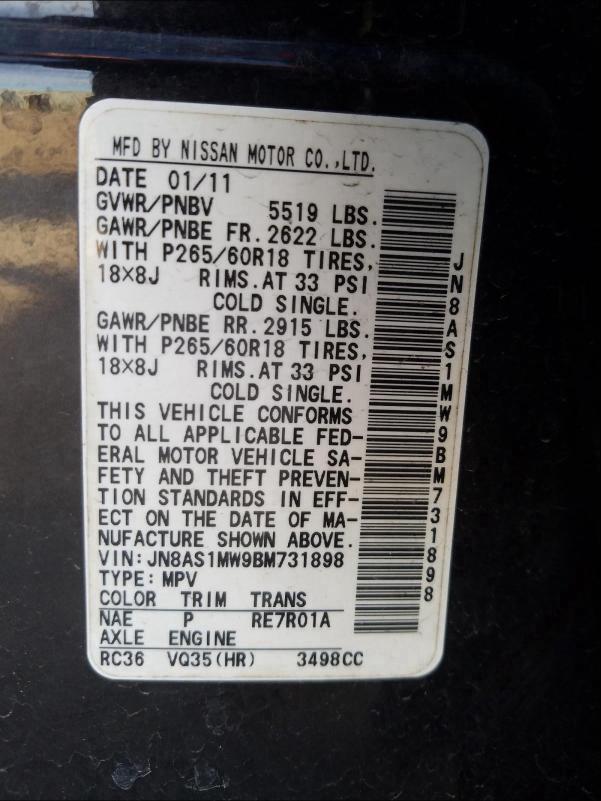 MFD BY NISSAN MOTOR CO.,LTD.
DATE 01/11
GVWR/PNBV 5519 LBS.
GAWR/PNBE FR. 2622 LBS.
WITH P265/60R18 TIRES,
18×8J RIMS. AT 33 PSI
COLD SINGLE.
GAWR/PNBE RR. 2915 LBS.
WITH P265/60R18 TIRES,
18×8J RIMS. AT 33 PSI
COLD SINGLE.
THIS VEHICLE CONFORMS
TO ALL APPLICABLE FED-
ERAL MOTOR VEHICLE SA-
FETY AND THEFT PREVEN-
TION STANDARDS IN EFF-
ECT ON THE DATE OF MA-
NUFACTURE SHOWN ABOVE.
VIN: JN8AS1MW9BM731898
TYPE: MPV
COLOR TRIM TRANS
NAE P RE7R01A
AXLE ENGINE
RC36 VQ35(HR) 3498CC
JN8AS1MW9BM731898